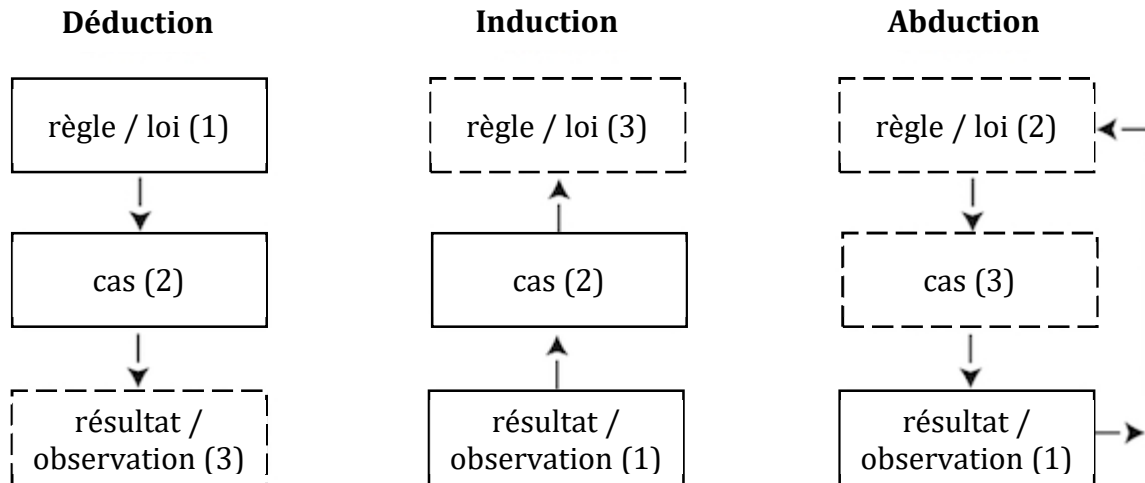 Déduction
règle / loi (1)
cas (2)
résultat /
observation (3)
Induction
règle / loi (3)
cas (2)
résultat /
observation (1)
Abduction
règle / loi (2)
cas (3)
résultat /
observation (1)